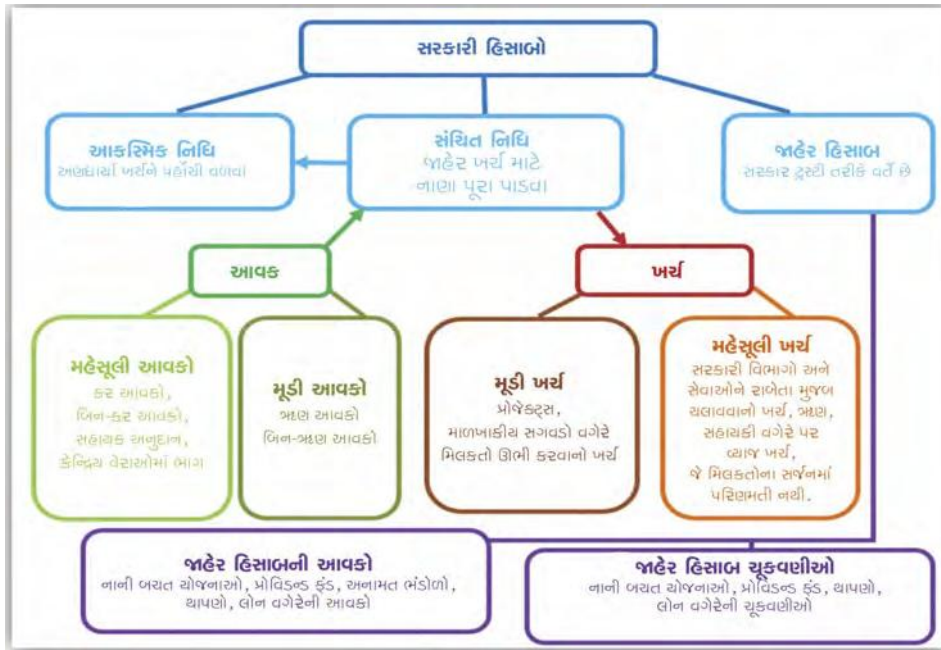 સરકારી હિસાબો
આકસ્મિક નિધિ
અણધાર્યા ખર્ચને પહોંચી વળવા
સંચિત નિધિ
જાહેર ખર્ચ માટે
નાણા પૂરા પાડવા
જાહેર હિસાબ
સરકાર ટ્રસ્ટી તરીકે વર્તે છે
આવક
ખર્ચ
મહેસૂલી આવકો
કર આવકો,
બિન-કર આવકો,
સહાયક અનુદાન,
કેન્દ્રિય વેરાઓમાં ભાગ
મૂડી આવકો
ઋણ આવકો
બિન-ઋણ આવકો
મૂડી ખર્ચ
પ્રોજેક્ટ્સ,
માળખાકીય સગવડો વગેરે
મિલકતો ઊભી કરવાનો ખર્ચ
મહેસૂલી ખર્ચ
સરકારી વિભાગો અને
સેવાઓને રાબેતા મુજબ
ચલાવવાનો ખર્ચ, ઋણ,
સહાયકી વગેરે પર
વ્યાજ ખર્ચ,
જે મિલકતોના સર્જનમાં
પરિણમતી નથી.
જાહેર હિસાબની આવકો
નાની બચત યોજનાઓ, પ્રોવિડન્ડ ફંડ, અનામત ભંડોળો,
થાપણો, લોન વગેરેની આવકો
જાહેર હિસાબ ચૂકવણીઓ
નાની બચત યોજનાઓ, પ્રોવિડન્ડ ફંડ, થાપણો,
લોન વગેરેની ચૂકવણીઓ